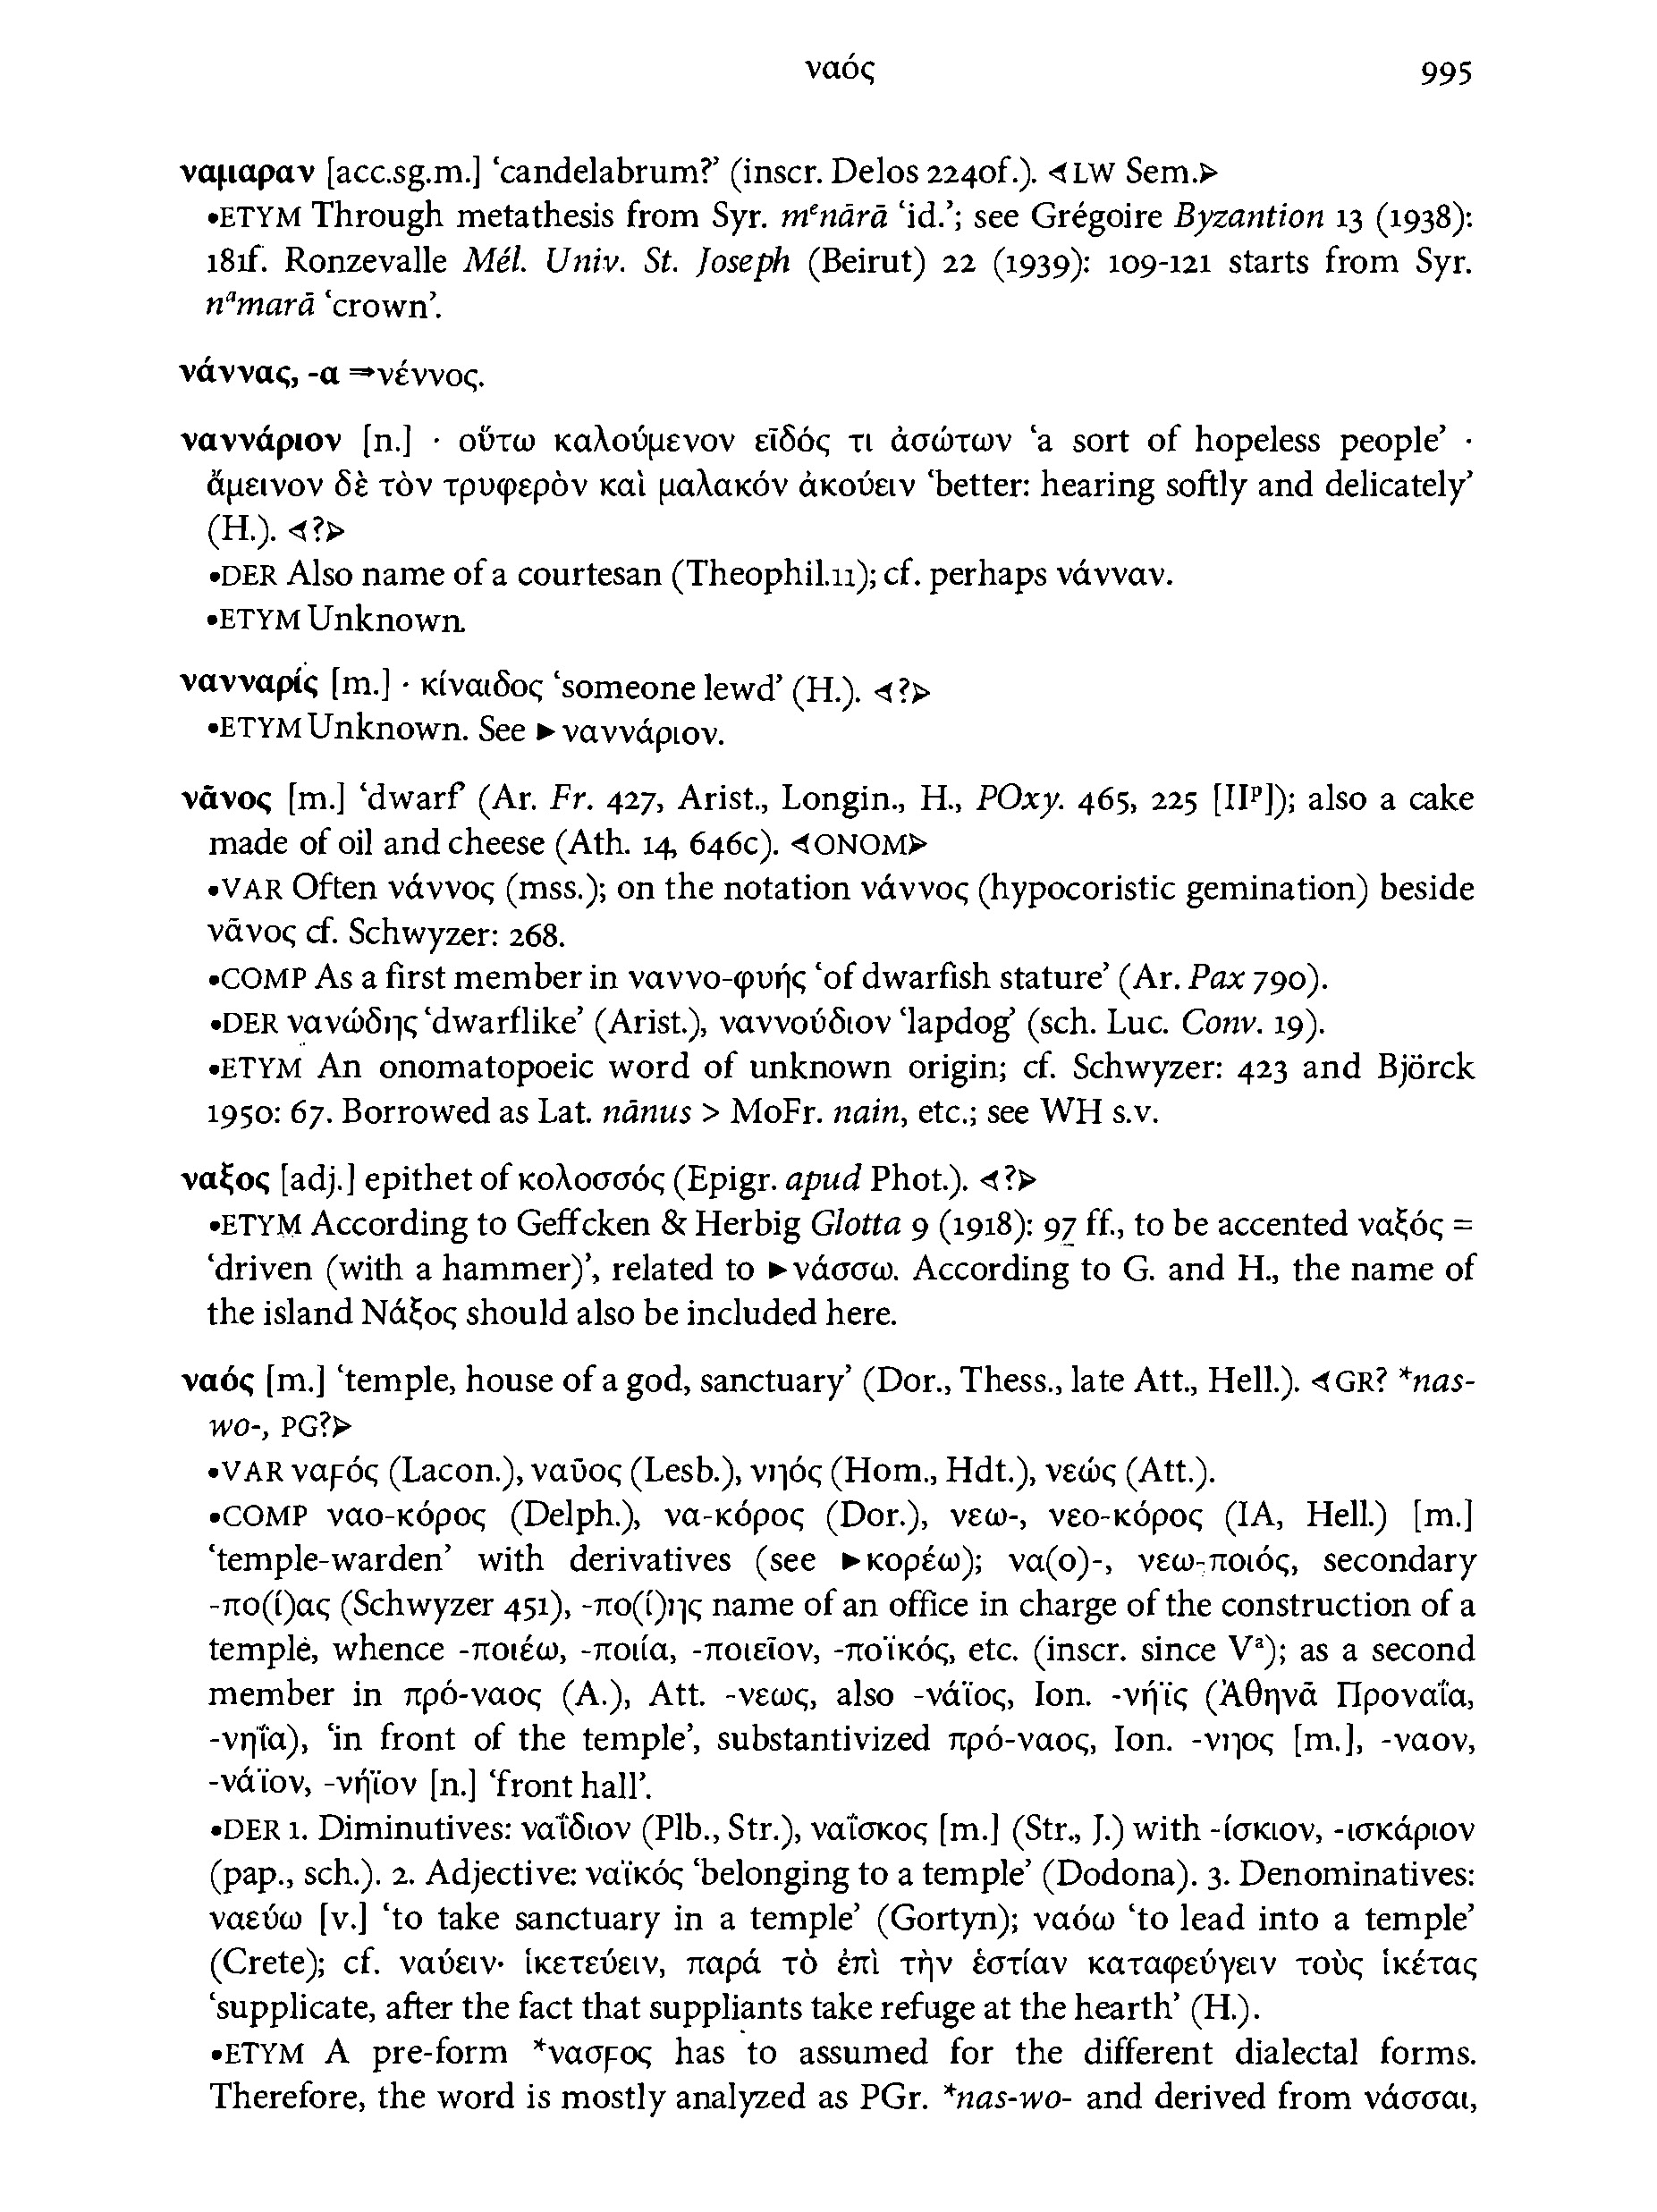 ναός 995
ναμαραν [acc.sg.m.] ‘candelabrum?’ (inscr. Delos 2240f.). ⊲LW Sem.⊳
•ETYM Through metathesis from Syr. mᵉnārā ‘id.’; see Grégoire Byzantion 13 (1938):
181f. Ronzevalle Mél. Univ. St. Joseph (Beirut) 22 (1939): 109-121 starts from Syr.
nᵃmarā ‘crown’.
νάννας, -α ⇒νέννος.
ναννάριον [n.] · οὕτω καλούμενον εἶδός τι ἀσώτων ‘a sort of hopeless people’ ·
ἄμεινον δὲ τὸν τρυφερὸν καὶ μαλακόν ἀκούειν ‘better: hearing softly and delicately’
(H.). ⊲?⊳
•DER Also name of a courtesan (Theophil.11); cf. perhaps νάνναν.
•ETYM Unknown.
νανναρίς [m.] · κίναιδος ‘someone lewd’ (H.). ⊲?⊳
•ETYM Unknown. See ►ναννάριον.
νᾶνος [m.] ‘dwarf’ (Ar. Fr. 427, Arist., Longin., H., POxy. 465, 225 [IIᵖ]); also a cake
made of oil and cheese (Ath. 14, 646c). ⊲ONOM⊳
•VAR Often νάννος (mss.); on the notation νάννος (hypocoristic gemination) beside
νᾶνος cf. Schwyzer: 268.
•COMP As a first member in ναννο-φυής ‘of dwarfish stature’ (Ar. Pax 790).
•DER νανώδης ‘dwarflike’ (Arist.), ναννούδιον ‘lapdog’ (sch. Luc. Conv. 19).
•ETYM An onomatopoeic word of unknown origin; cf. Schwyzer: 423 and Björck
1950: 67. Borrowed as Lat. nānus > MoFr. nain, etc.; see WH s.v.
ναξος [adj.] epithet of κολοσσός (Epigr. apud Phot.). ⊲?⊳
•ETYM According to Geffcken & Herbig Glotta 9 (1918): 97 ff., to be accented ναξός =
‘driven (with a hammer)’, related to ►νάσσω. According to G. and H., the name of
the island Νάξος should also be included here.
ναός [m.] ‘temple, house of a god, sanctuary’ (Dor., Thess., late Att., Hell.). ⊲GR? *nas-
wo-, PG?⊳
•VAR ναϝός (Lacon.), ναῦος (Lesb.), νηός (Hom., Hdt.), νεώς (Att.).
•COMP ναο-κόρος (Delph.), να-κόρος (Dor.), νεω-, νεο-κόρος (IA, Hell.) [m.]
‘temple-warden’ with derivatives (see ►κορέω); να(ο)-, νεω-ποιός, secondary
-πο(ί)ας (Schwyzer 451), -πο(ί)ης name of an office in charge of the construction of a
temple, whence -ποιέω, -ποιία, -ποιεῖον, -ποϊκός, etc. (inscr. since Vᵃ); as a second
member in πρό-ναος (A.), Att. -νεως, also -νάϊος, Ion. -νήϊς (Ἀθηνᾶ Προναΐα,
-νηΐα), ‘in front of the temple’, substantivized πρό-ναος, Ion. -νηος [m.], -ναον,
-νάϊον, -νήϊον [n.] ‘front hall’.
•DER 1. Diminutives: ναΐδιον (Plb., Str.), ναΐσκος [m.] (Str., J.) with -ίσκιον, -ισκάριον
(pap., sch.). 2. Adjective: ναϊκός ‘belonging to a temple’ (Dodona). 3. Denominatives:
ναεύω [v.] ‘to take sanctuary in a temple’ (Gortyn); ναόω ‘to lead into a temple’
(Crete); cf. ναύειν· ἱκετεύειν, παρά τὸ ἐπὶ τὴν ἑστίαν καταφεύγειν τοὺς ἱκέτας
‘supplicate, after the fact that suppliants take refuge at the hearth’ (H.).
•ETYM A pre-form *νασϝος has to assumed for the different dialectal forms.
Therefore, the word is mostly analyzed as PGr. *nas-wo- and derived from νάσσαι,